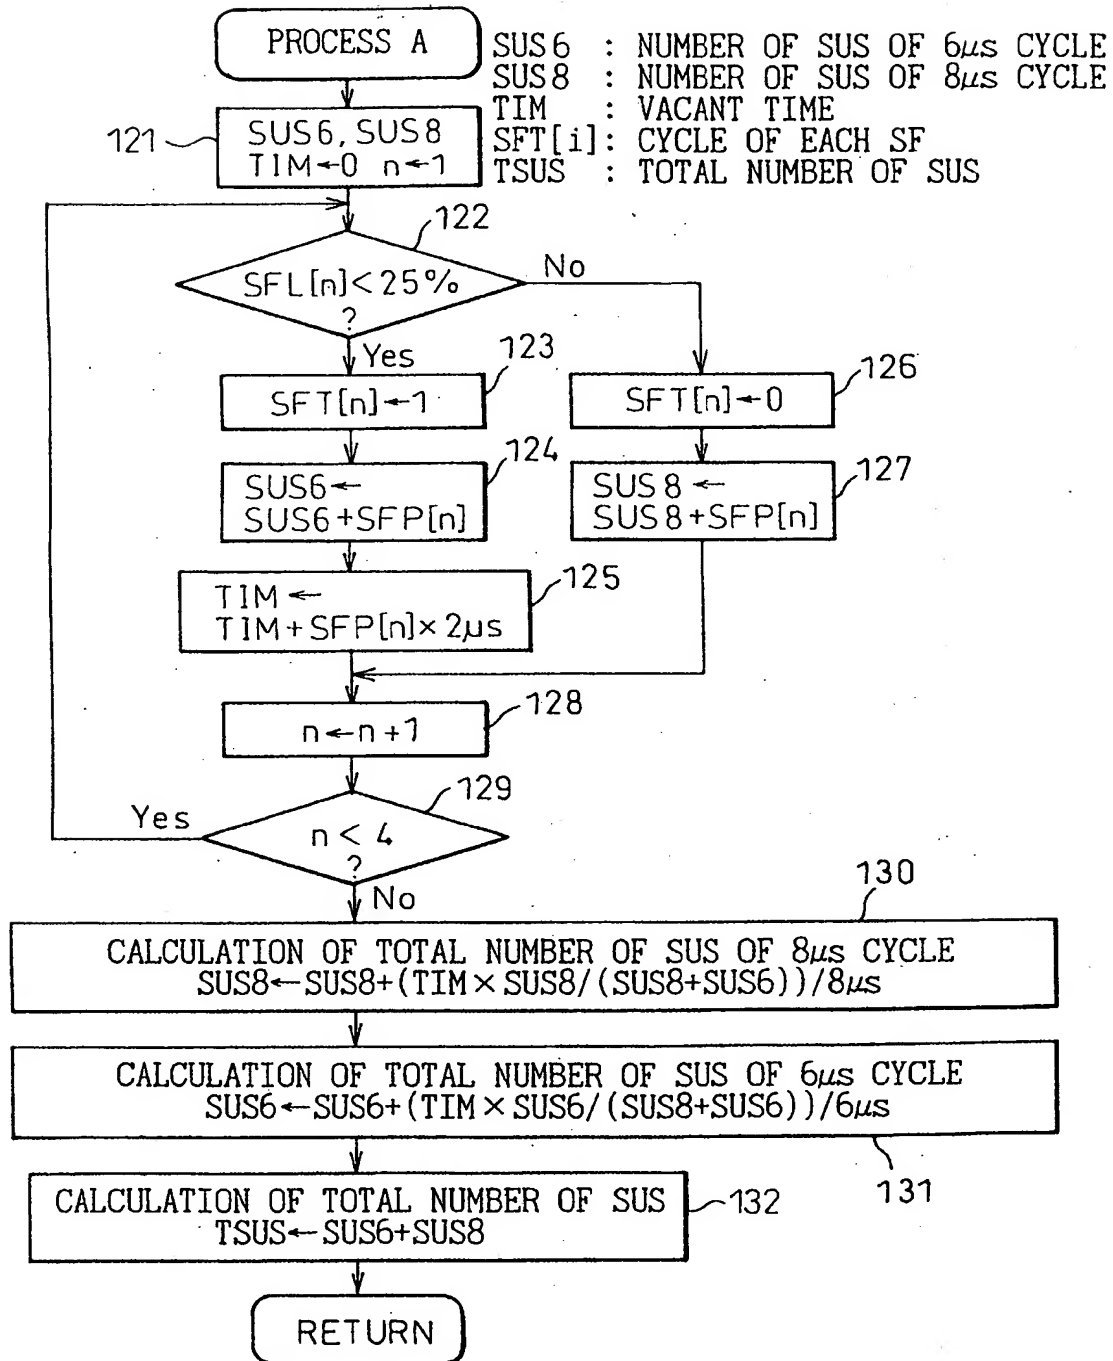 PROCESS A
SUS6 : NUMBER OF SUS OF 6μs CYCLE
SUS8 : NUMBER OF SUS OF 8μs CYCLE
TIM : VACANT TIME
SFT[i]: CYCLE OF EACH SF
TSUS : TOTAL NUMBER OF SUS
121
SUS6, SUS8
TIM←0 n←1
122
SFL[n]<25%
?
No
Yes
123
SFT[n]←1
126
SFT[n]←0
124
SUS6←
SUS6+SFP[n]
127
SUS8←
SUS8+SFP[n]
125
TIM←
TIM+SFP[n]×2μs
128
n←n+1
129
Yes
n < 4
?
No
130
CALCULATION OF TOTAL NUMBER OF SUS OF 8μs CYCLE
SUS8←SUS8+(TIM×SUS8/(SUS8+SUS6))/8μs
CALCULATION OF TOTAL NUMBER OF SUS OF 6μs CYCLE
SUS6←SUS6+(TIM×SUS6/(SUS8+SUS6))/6μs
131
CALCULATION OF TOTAL NUMBER OF SUS
TSUS←SUS6+SUS8
132
RETURN